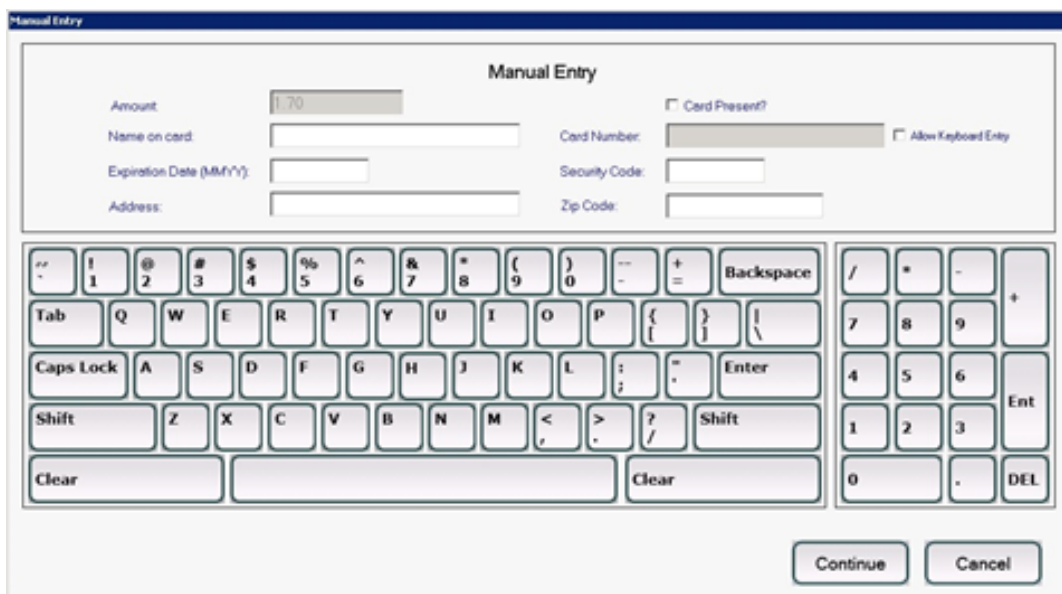 Manual Entry
Manual Entry
Amount: 1.70 Card Present?
Name on card: Card Number: Allow Keyboard Entry
Expiration Date (MMYY): Security Code:
Address: Zip Code:
~ ! @ # $ % ^ & * ( ) -- +
` 1 2 3 4 5 6 7 8 9 0 - = Backspace / * - +
Tab Q W E R T Y U I O P { [ } ] | \ 7 8 9
Caps Lock A S D F G H J K L : ; " ' Enter 4 5 6 Ent
Shift Z X C V B N M < , > . ? / Shift 1 2 3
Clear Clear 0 . DEL
Continue Cancel